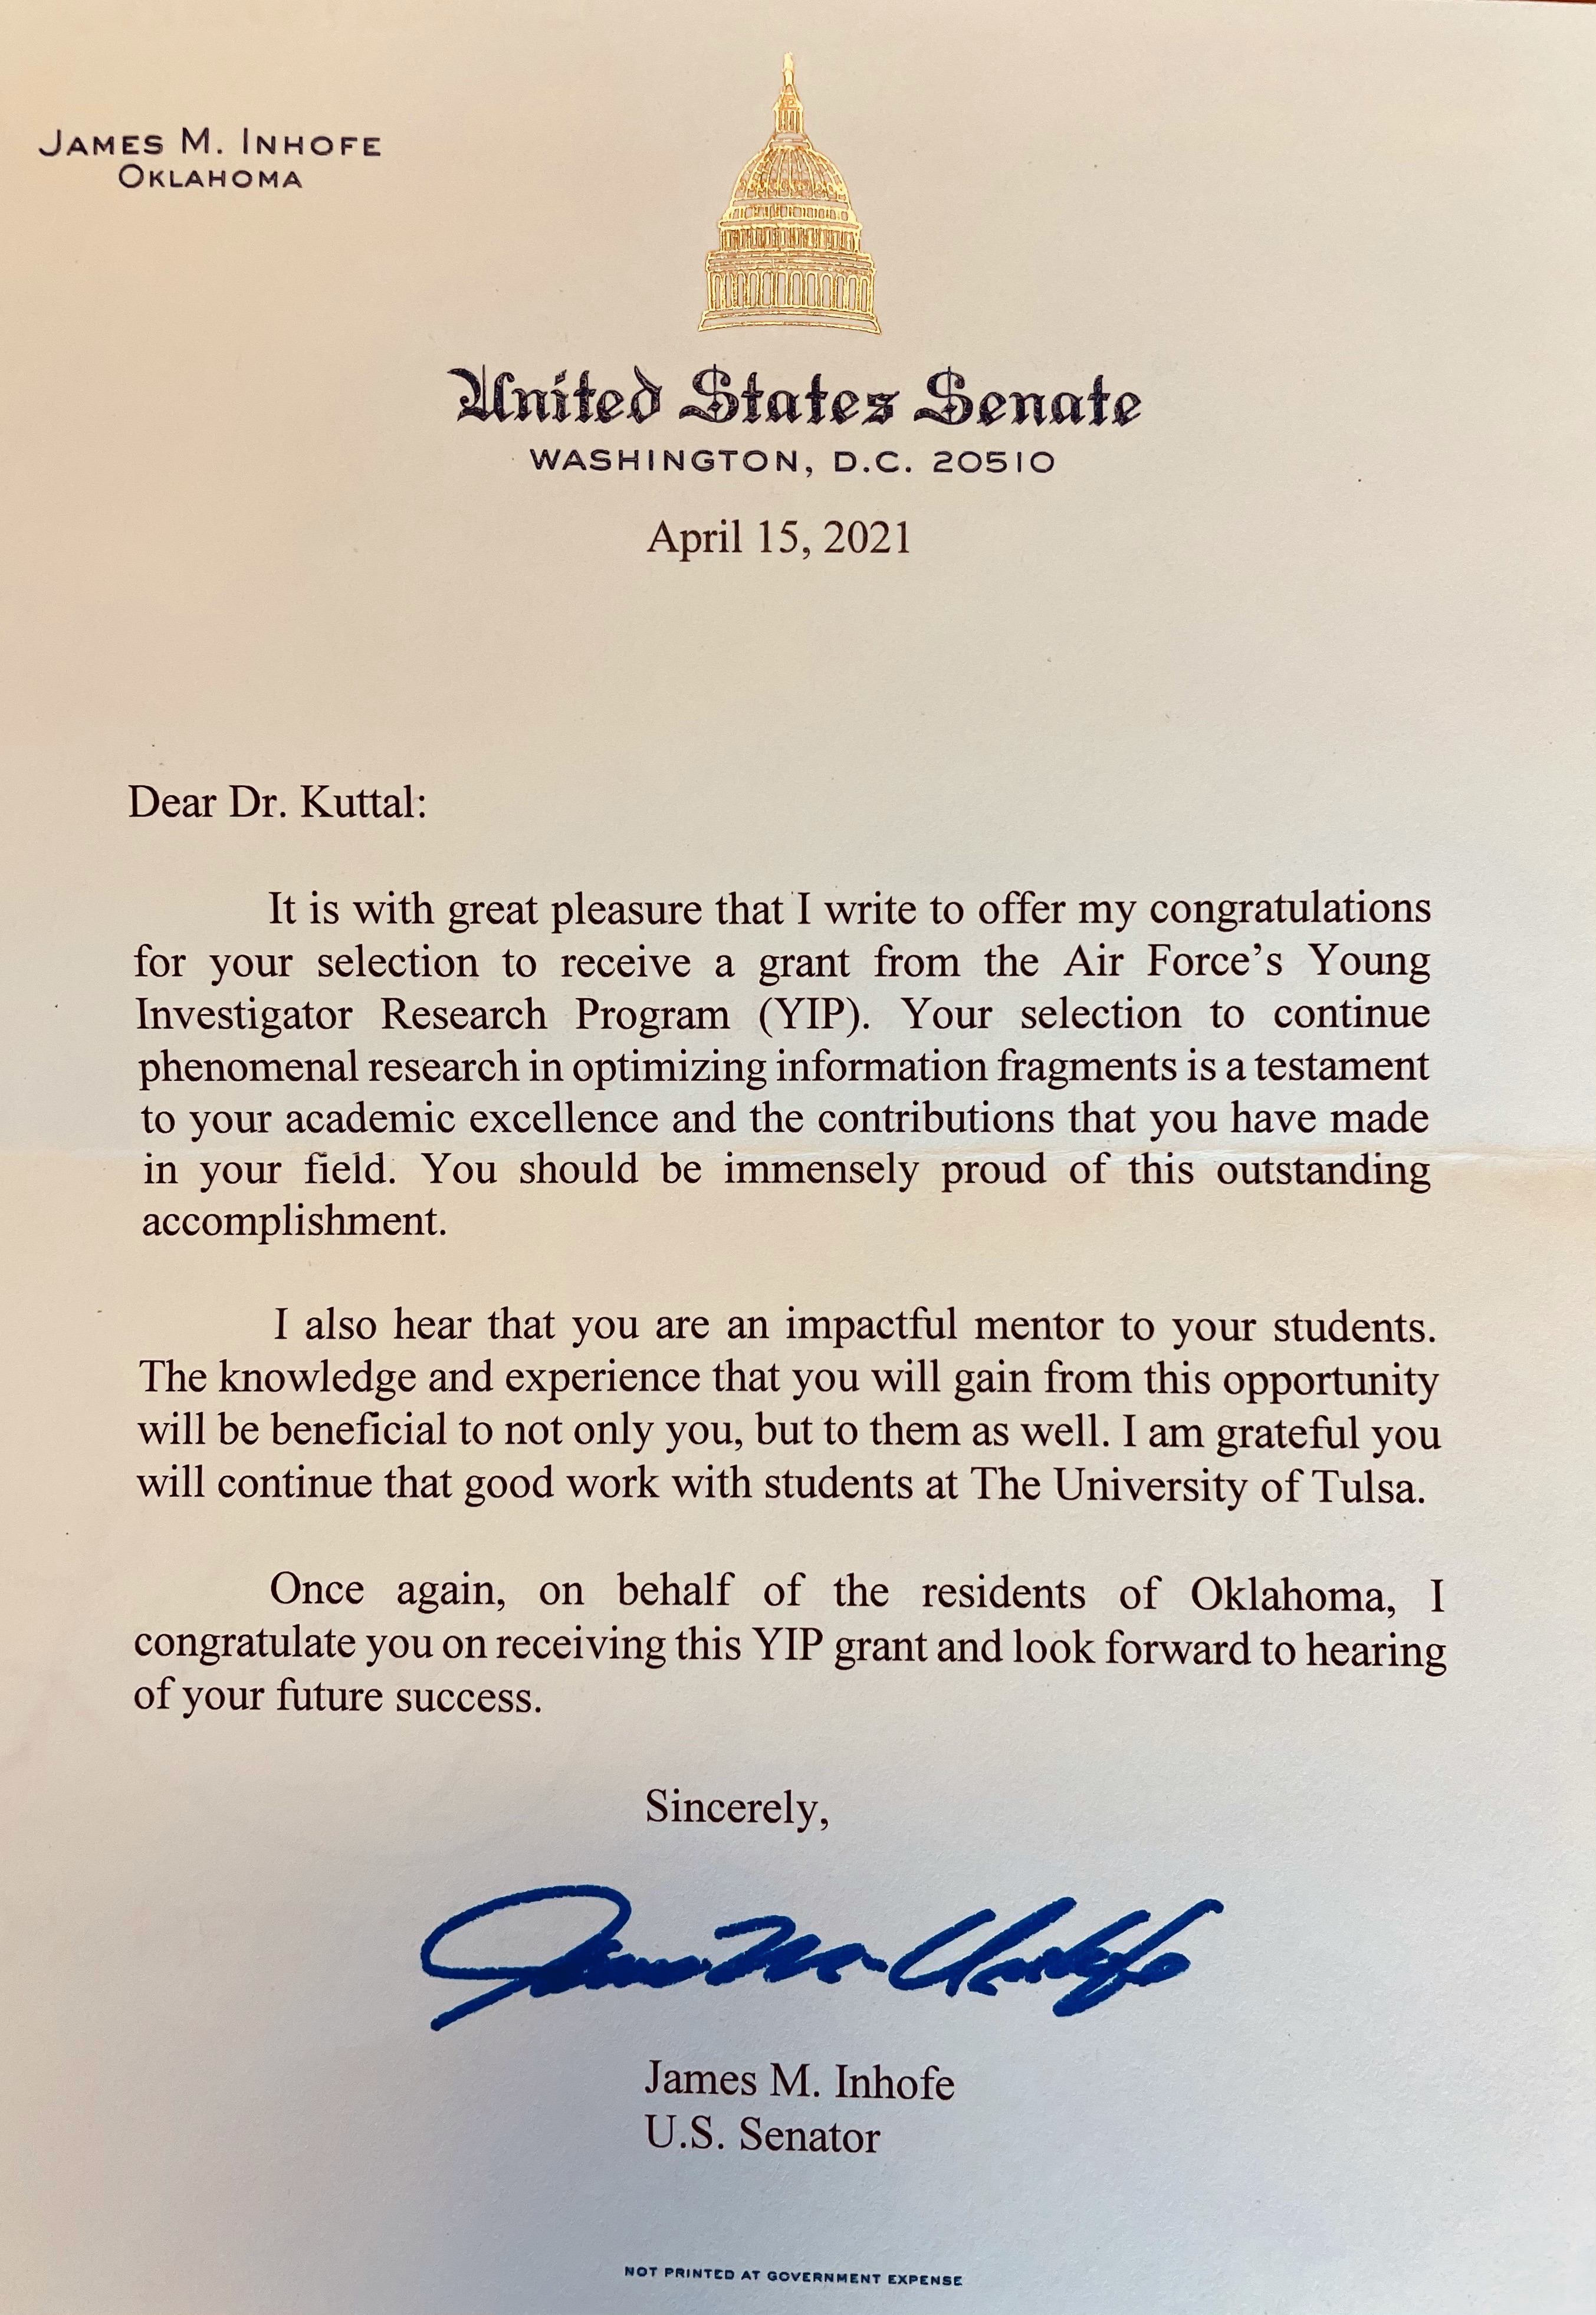 JAMES M. INHOFE
OKLAHOMA
United States Senate
WASHINGTON, D.C. 20510
April 15, 2021
Dear Dr. Kuttal:
It is with great pleasure that I write to offer my congratulations
for your selection to receive a grant from the Air Force’s Young
Investigator Research Program (YIP). Your selection to continue
phenomenal research in optimizing information fragments is a testament
to your academic excellence and the contributions that you have made
in your field. You should be immensely proud of this outstanding
accomplishment.
I also hear that you are an impactful mentor to your students.
The knowledge and experience that you will gain from this opportunity
will be beneficial to not only you, but to them as well. I am grateful you
will continue that good work with students at The University of Tulsa.
Once again, on behalf of the residents of Oklahoma, I
congratulate you on receiving this YIP grant and look forward to hearing
of your future success.
Sincerely,
James M. Inhofe
James M. Inhofe
U.S. Senator
NOT PRINTED AT GOVERNMENT EXPENSE